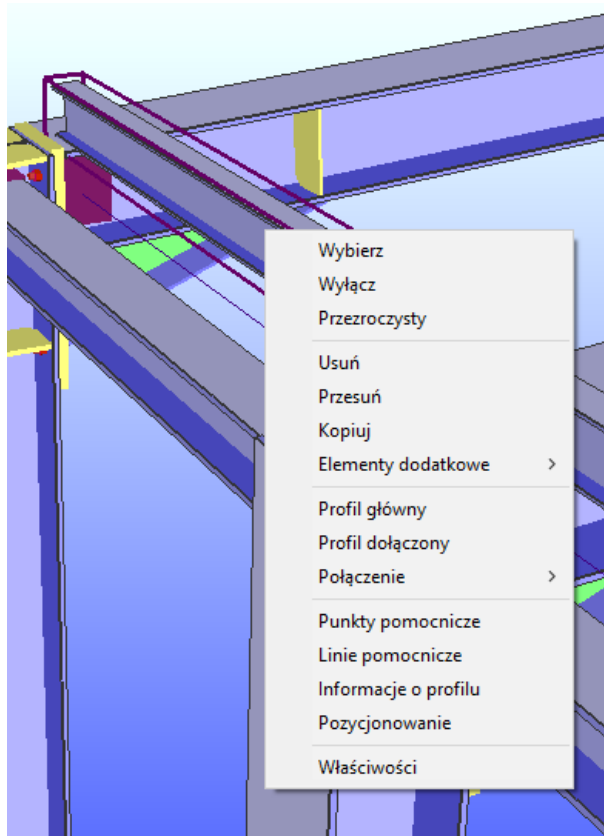 Wybierz
Wyłącz
Przezroczysty
Usuń
Przesuń
Kopiuj
Elementy dodatkowe
Profil główny
Profil dołączony
Połączenie
Punkty pomocnicze
Linie pomocnicze
Informacje o profilu
Pozycjonowanie
Właściwości